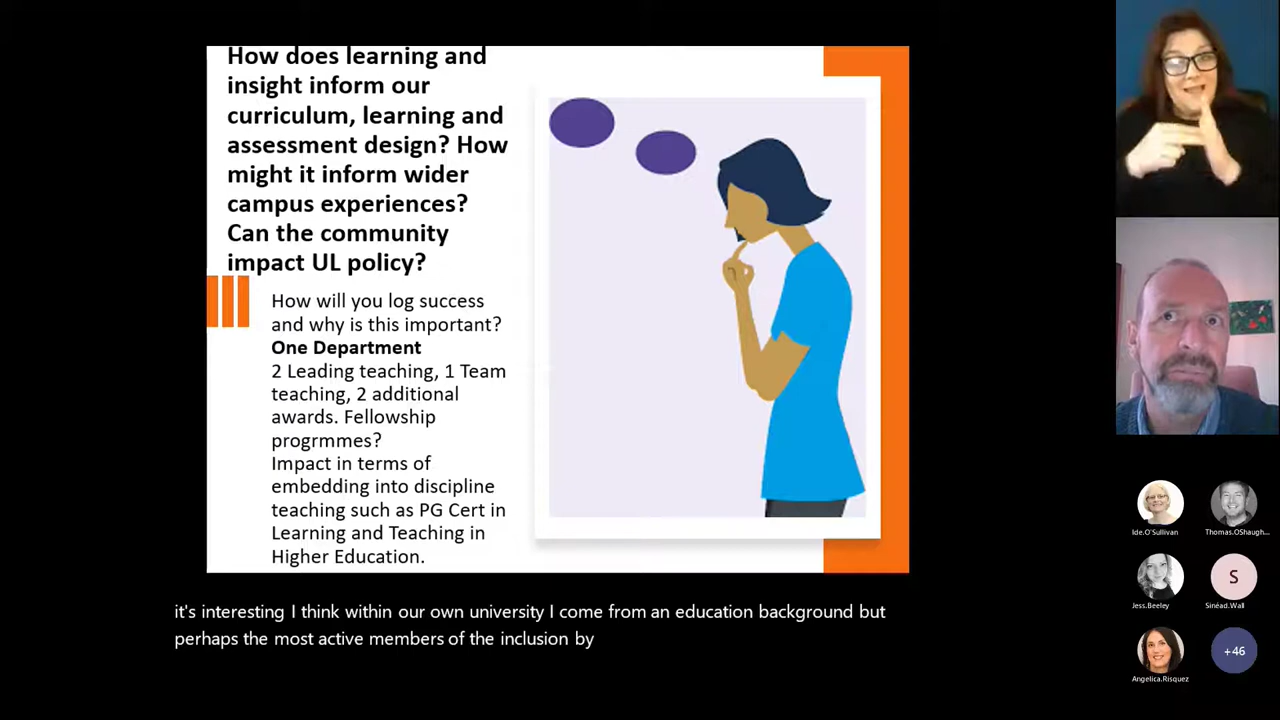 How does learning and
insight inform our
curriculum, learning and
assessment design? How
might it inform wider
campus experiences?
Can the community
impact UL policy?
How will you log success
and why is this important?
One Department
2 Leading teaching, 1 Team
teaching, 2 additional
awards. Fellowship
progrmmes?
Impact in terms of
embedding into discipline
teaching such as PG Cert in
Learning and Teaching in
Higher Education.
it's interesting I think within our own university I come from an education background but
perhaps the most active members of the inclusion by
Ide.O'Sullivan
Thomas.OShaugh...
Jess.Beeley
S
Sinéad.Wall
Angelica.Risquez
+46